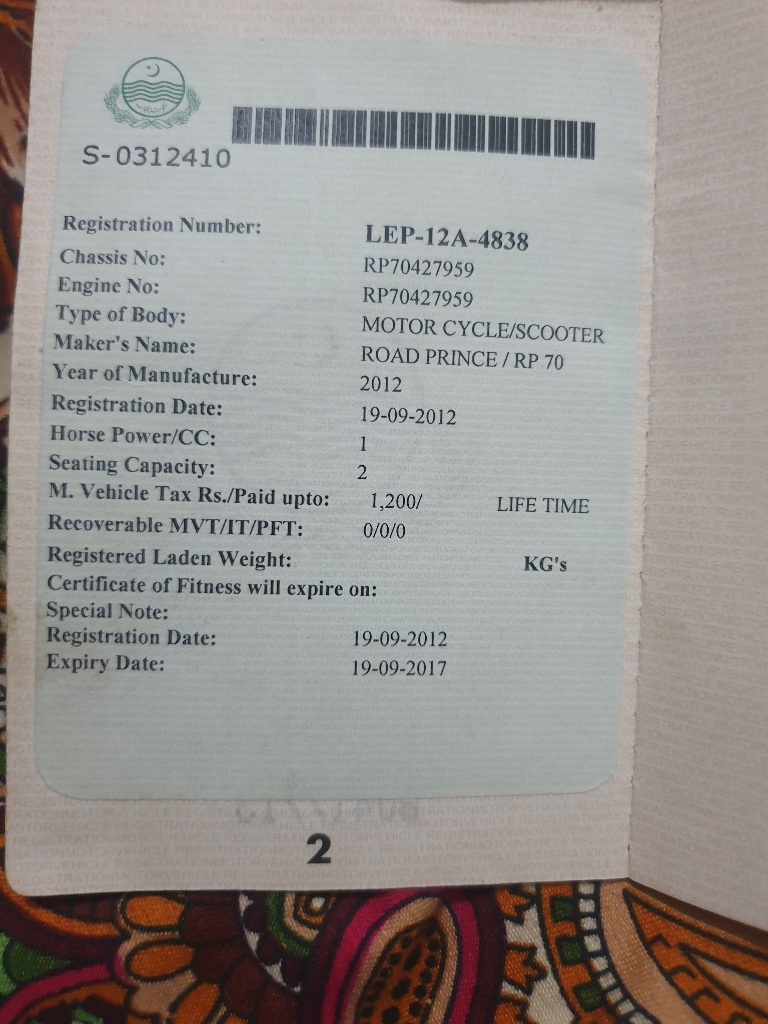 S-0312410
Registration Number: LEP-12A-4838
Chassis No: RP70427959
Engine No: RP70427959
Type of Body: MOTOR CYCLE/SCOOTER
Maker's Name: ROAD PRINCE / RP 70
Year of Manufacture: 2012
Registration Date: 19-09-2012
Horse Power/CC: 1
Seating Capacity: 2
M. Vehicle Tax Rs./Paid upto: 1,200/ LIFE TIME
Recoverable MVT/IT/PFT: 0/0/0
Registered Laden Weight: KG's
Certificate of Fitness will expire on:
Special Note:
Registration Date: 19-09-2012
Expiry Date: 19-09-2017
2